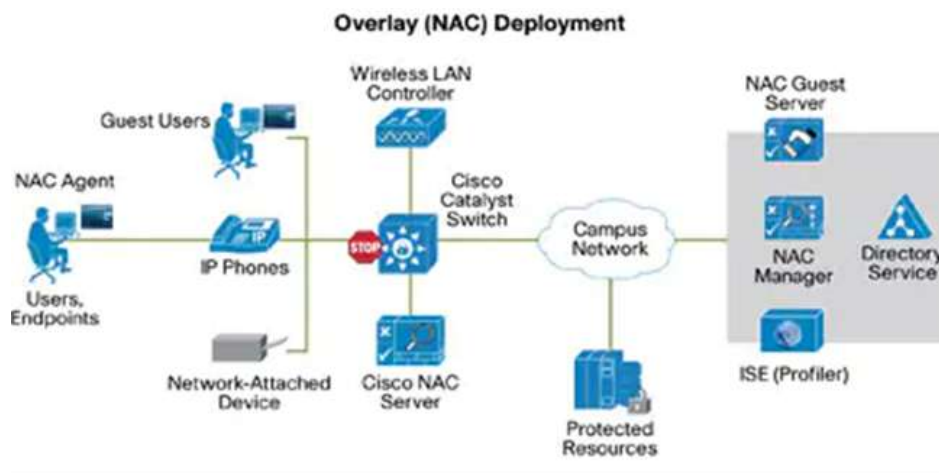 Overlay (NAC) Deployment
Wireless LAN
Controller
NAC Guest
Server
Guest Users
NAC Agent
Cisco
Catalyst
Switch
STOP
IP
IP Phones
Campus
Network
NAC
Manager
Directory
Service
Users,
Endpoints
Network-Attached
Device
Cisco NAC
Server
ISE (Profiler)
Protected
Resources